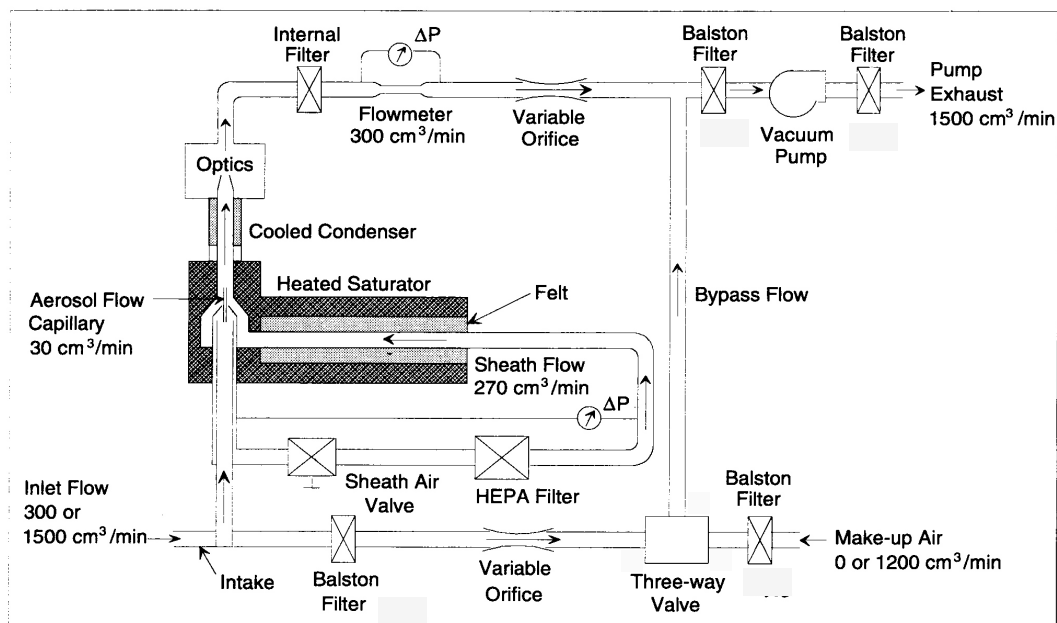 Internal
Filter
ΔP
Flowmeter
300 cm³/min
Variable
Orifice
Balston
Filter
Vacuum
Pump
Balston
Filter
Pump
Exhaust
1500 cm³/min
Optics
Cooled Condenser
Heated Saturator
Felt
Aerosol Flow
Capillary
30 cm³/min
Bypass Flow
Sheath Flow
270 cm³/min
ΔP
Sheath Air
Valve
HEPA Filter
Inlet Flow
300 or
1500 cm³/min
Intake
Balston
Filter
Variable
Orifice
Three-way
Valve
Balston
Filter
Make-up Air
0 or 1200 cm³/min